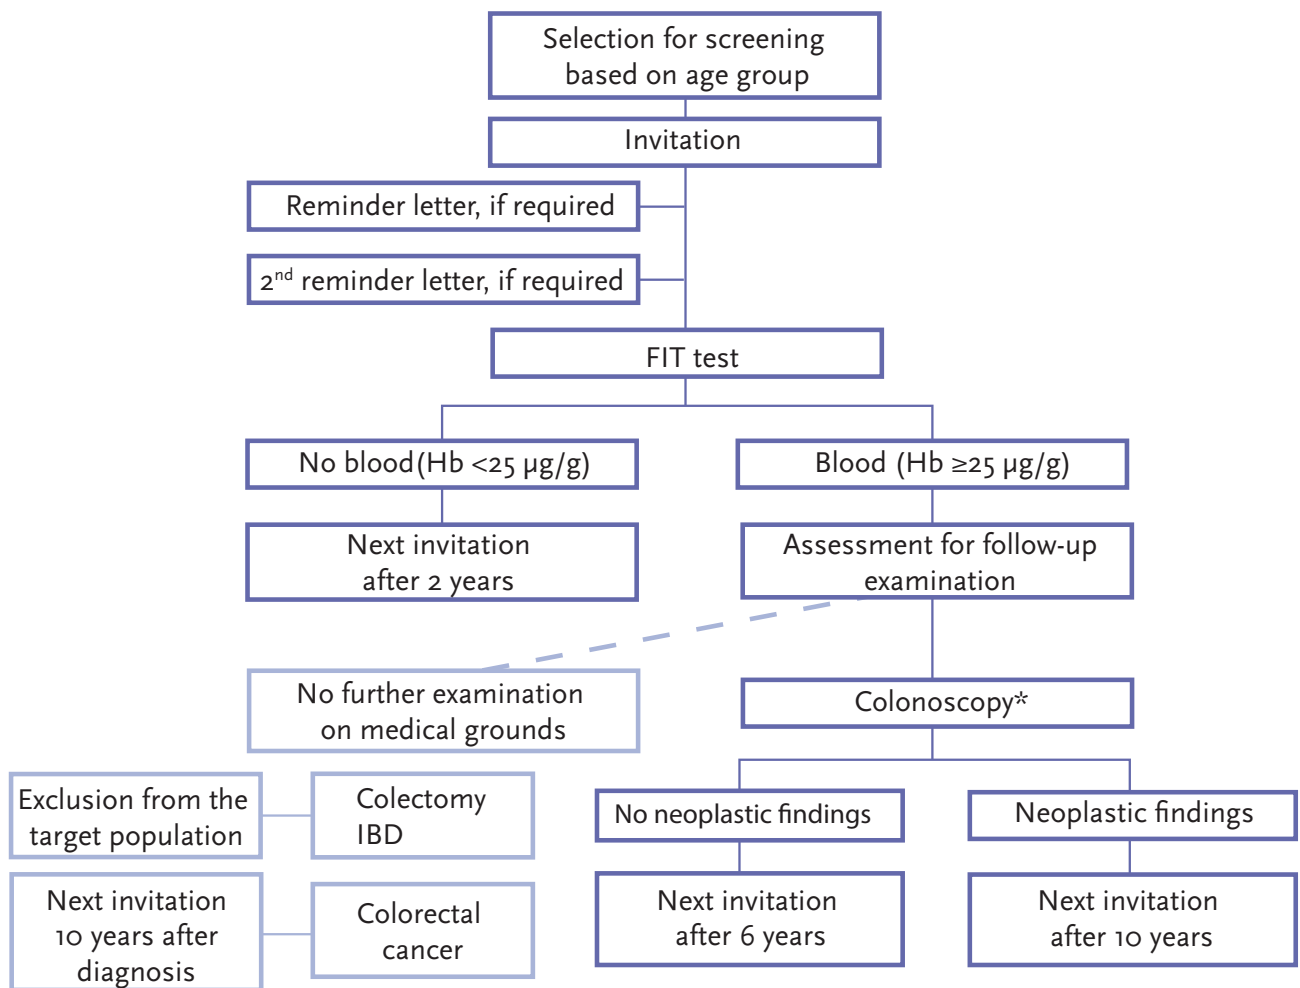 Selection for screening
based on age group
Invitation
Reminder letter, if required
2nd reminder letter, if required
FIT test
No blood(Hb <25 µg/g)
Blood (Hb ≥25 µg/g)
Next invitation
after 2 years
Assessment for follow-up
examination
No further examination
on medical grounds
Colonoscopy*
Exclusion from the
target population
Colectomy
IBD
No neoplastic findings
Neoplastic findings
Next invitation
10 years after
diagnosis
Colorectal
cancer
Next invitation
after 6 years
Next invitation
after 10 years